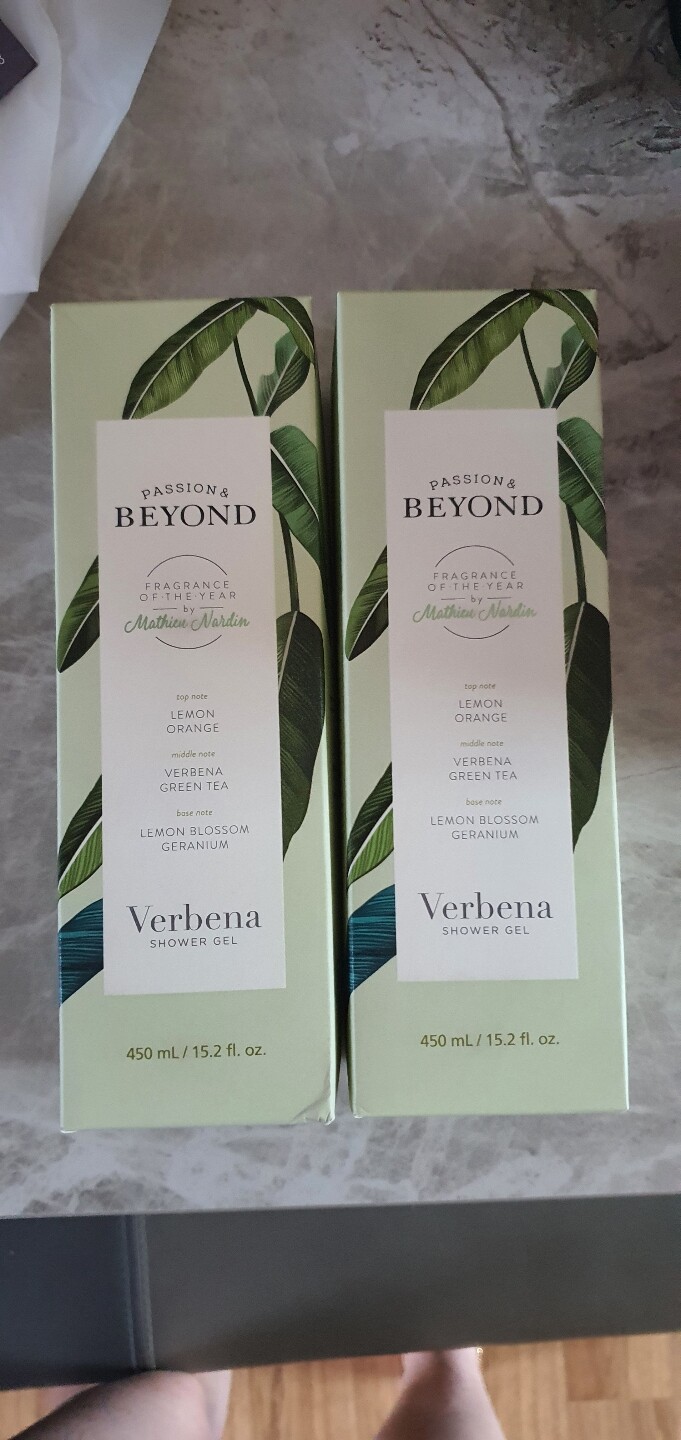 PASSION &
BEYOND
FRAGRANCE
OF·THE·YEAR
by
Mathieu Nardin
top note
LEMON
ORANGE
middle note
VERBENA
GREEN TEA
base note
LEMON BLOSSOM
GERANIUM
Verbena
SHOWER GEL
450 mL / 15.2 fl. oz.
PASSION &
BEYOND
FRAGRANCE
OF·THE·YEAR
by
Mathieu Nardin
top note
LEMON
ORANGE
middle note
VERBENA
GREEN TEA
base note
LEMON BLOSSOM
GERANIUM
Verbena
SHOWER GEL
450 mL / 15.2 fl. oz.